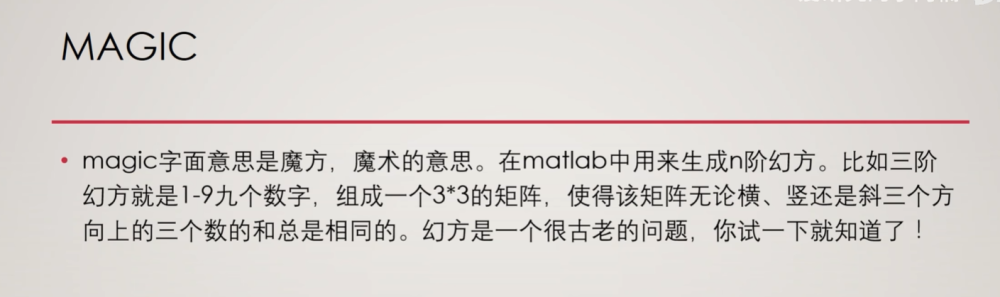 MAGIC
• magic字面意思是魔方，魔术的意思。在matlab中用来生成n阶幻方。比如三阶
幻方就是1-9九个数字，组成一个3*3的矩阵，使得该矩阵无论横、竖还是斜三个方
向上的三个数的和总是相同的。幻方是一个很古老的问题，你试一下就知道了！